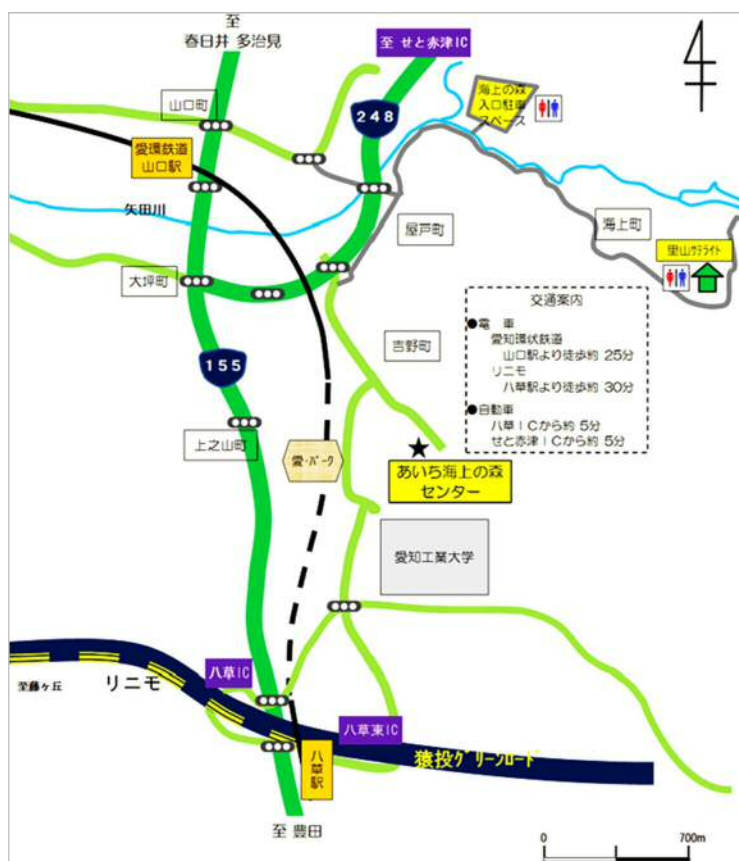 至
春日井 多治見
至 せと赤津IC
山口町
248
海上の森
入口駐車
スペース
愛環鉄道
山口駅
矢田川
屋戸町
海上町
里山ｻﾃﾗｲﾄ
大坪町
交通案内
●電 車
愛知環状鉄道
山口駅より徒歩約 25分
リニモ
八草駅より徒歩約 30分
●自動車
八草ＩＣから約 5分
せと赤津ＩＣから約 5分
吉野町
155
上之山町
愛・ﾊﾟｰｸ
あいち海上の森
センター
愛知工業大学
八草IC
至藤ヶ丘
リニモ
八草東IC
猿投ｸﾞﾘｰﾝﾛｰﾄﾞ
八草駅
至 豊田
0
700m